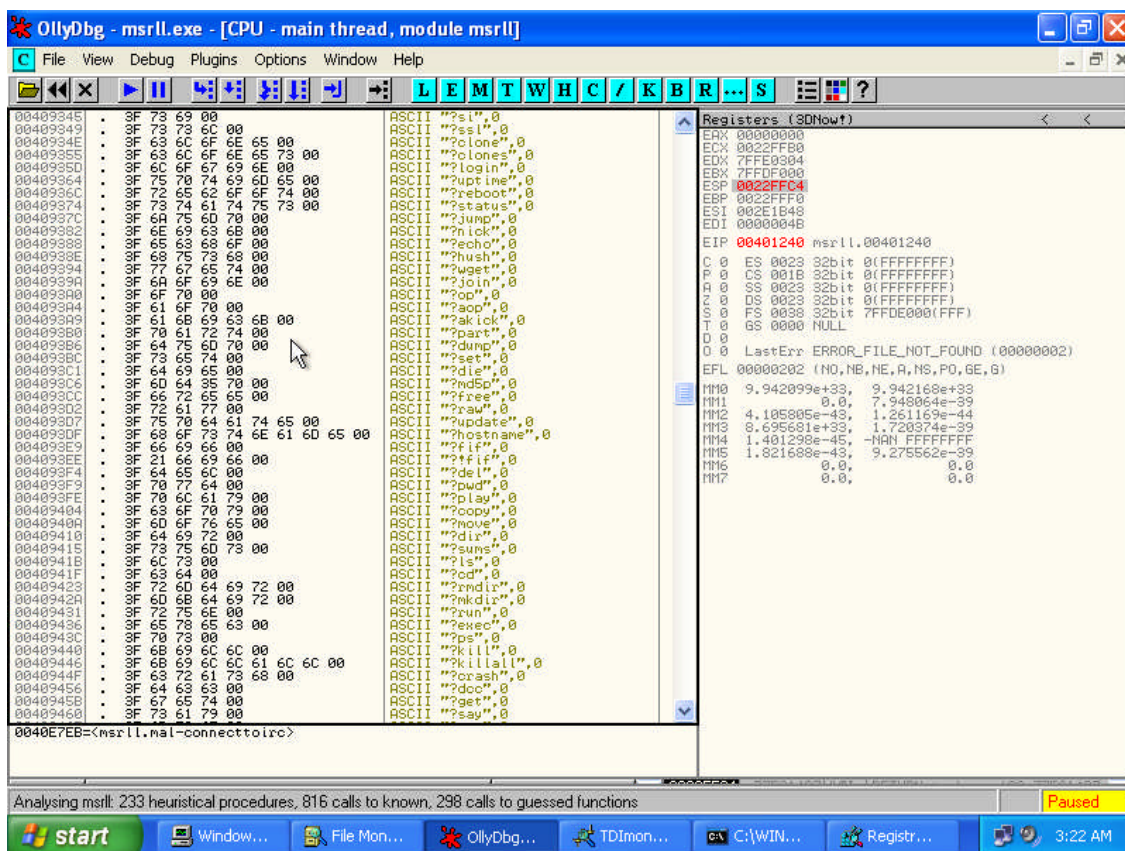 OllyDbg - msrll.exe - [CPU - main thread, module msrll]
C File View Debug Plugins Options Window Help
L E M T W H C / K B R ... S ?
00409345 . 3F 73 69 00 ASCII "?si",0
00409349 . 3F 73 73 6C 00 ASCII "?ssl",0
0040934E . 3F 63 6C 6F 6E 65 00 ASCII "?clone",0
00409355 . 3F 63 6C 6F 6E 65 73 00 ASCII "?clones",0
0040935D . 3F 6C 6F 67 69 6E 00 ASCII "?login",0
00409364 . 3F 75 70 74 69 6D 65 00 ASCII "?uptime",0
0040936C . 3F 72 65 62 6F 6F 74 00 ASCII "?reboot",0
00409374 . 3F 73 74 61 74 75 73 00 ASCII "?status",0
0040937C . 3F 6A 75 6D 70 00 ASCII "?jump",0
00409382 . 3F 6E 69 63 6B 00 ASCII "?nick",0
00409388 . 3F 65 63 68 6F 00 ASCII "?echo",0
0040938E . 3F 68 75 73 68 00 ASCII "?hush",0
00409394 . 3F 77 67 65 74 00 ASCII "?wget",0
0040939A . 3F 6A 6F 69 6E 00 ASCII "?join",0
004093A0 . 3F 6F 70 00 ASCII "?op",0
004093A4 . 3F 61 6F 70 00 ASCII "?aop",0
004093A9 . 3F 61 6B 69 63 6B 00 ASCII "?akick",0
004093B0 . 3F 70 61 72 74 00 ASCII "?part",0
004093B6 . 3F 64 75 6D 70 00 ASCII "?dump",0
004093BC . 3F 73 65 74 00 ASCII "?set",0
004093C1 . 3F 64 69 65 00 ASCII "?die",0
004093C6 . 3F 6D 64 35 70 00 ASCII "?md5p",0
004093CC . 3F 66 72 65 65 00 ASCII "?free",0
004093D2 . 3F 72 61 77 00 ASCII "?raw",0
004093D7 . 3F 75 70 64 61 74 65 00 ASCII "?update",0
004093DF . 3F 68 6F 73 74 6E 61 6D 65 00 ASCII "?hostname",0
004093E9 . 3F 66 69 66 00 ASCII "?fif",0
004093EE . 3F 21 66 69 66 00 ASCII "?!fif",0
004093F4 . 3F 64 65 6C 00 ASCII "?del",0
004093F9 . 3F 70 77 64 00 ASCII "?pwd",0
004093FE . 3F 70 6C 61 79 00 ASCII "?play",0
00409404 . 3F 63 6F 70 79 00 ASCII "?copy",0
0040940A . 3F 6D 6F 76 65 00 ASCII "?move",0
00409410 . 3F 64 69 72 00 ASCII "?dir",0
00409415 . 3F 73 75 6D 73 00 ASCII "?sums",0
0040941B . 3F 6C 73 00 ASCII "?ls",0
0040941F . 3F 63 64 00 ASCII "?cd",0
00409423 . 3F 72 6D 64 69 72 00 ASCII "?rmdir",0
0040942A . 3F 6D 6B 64 69 72 00 ASCII "?mkdir",0
00409431 . 3F 72 75 6E 00 ASCII "?run",0
00409436 . 3F 65 78 65 63 00 ASCII "?exec",0
0040943C . 3F 70 73 00 ASCII "?ps",0
00409440 . 3F 6B 69 6C 6C 00 ASCII "?kill",0
00409446 . 3F 6B 69 6C 6C 61 6C 6C 00 ASCII "?killall",0
0040944F . 3F 63 72 61 73 68 00 ASCII "?crash",0
00409456 . 3F 64 63 63 00 ASCII "?dcc",0
0040945B . 3F 67 65 74 00 ASCII "?get",0
00409460 . 3F 73 61 79 00 ASCII "?say",0
0040E7EB=<msrll.mal-connecttoirc>
Registers (3DNow!) < <
EAX 00000000
ECX 0022FFB0
EDX 7FFE0304
EBX 7FFDF000
ESP 0022FFC4
EBP 0022FFF0
ESI 002E1B48
EDI 0000004B
EIP 00401240 msrll.00401240
C 0 ES 0023 32bit 0(FFFFFFFF)
P 0 CS 001B 32bit 0(FFFFFFFF)
A 0 SS 0023 32bit 0(FFFFFFFF)
Z 0 DS 0023 32bit 0(FFFFFFFF)
S 0 FS 0038 32bit 7FFDE000(FFF)
T 0 GS 0000 NULL
D 0
O 0 LastErr ERROR_FILE_NOT_FOUND (00000002)
EFL 00000202 (NO,NB,NE,A,NS,PO,GE,G)
MM0 9.942099e+33, 9.942168e+33
MM1 0.0, 7.948064e-39
MM2 4.105805e-43, 1.261169e-44
MM3 8.695681e+33, 1.720374e-39
MM4 1.401298e-45, -NAN FFFFFFFF
MM5 1.821688e-43, 9.275562e-39
MM6 0.0, 0.0
MM7 0.0, 0.0
Analysing msrll: 233 heuristical procedures, 816 calls to known, 298 calls to guessed functions
Paused
start Window... File Mon... OllyDbg... TDImon... C:\WIN... Registr... 3:22 AM